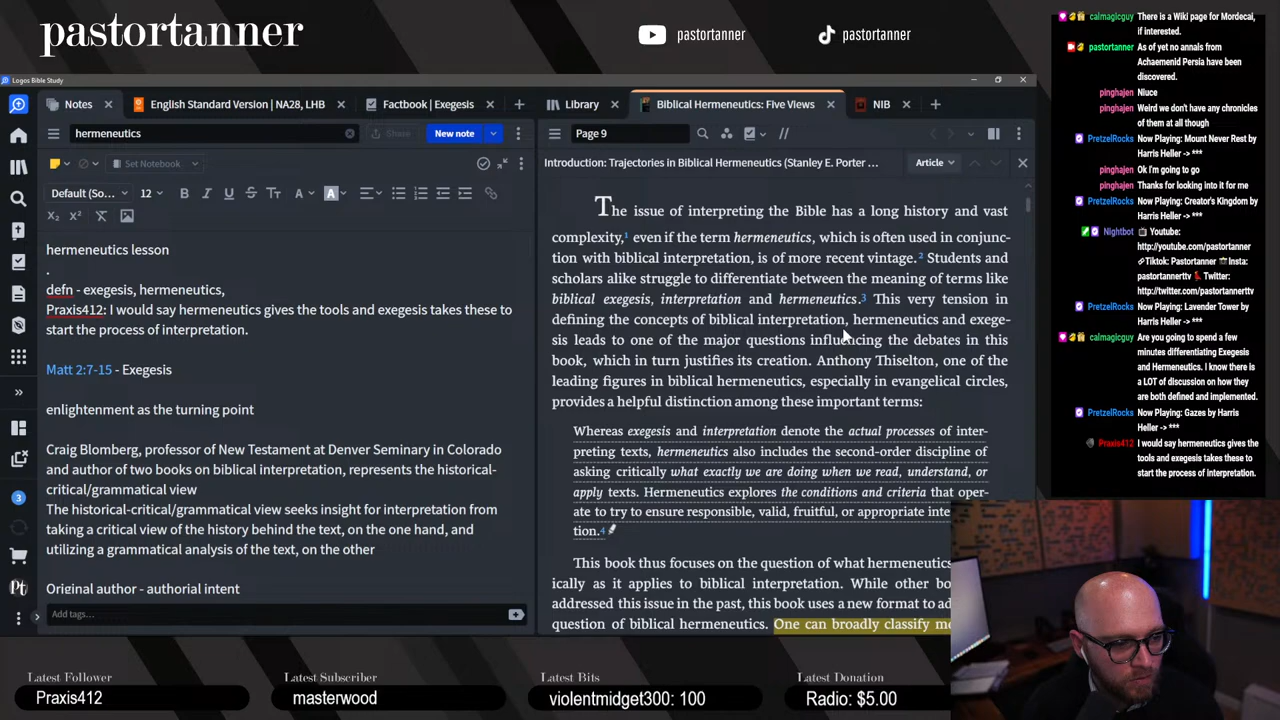 pastortanner
pastortanner
pastortanner
Logos Bible Study
Notes
English Standard Version | NA28, LHB
Factbook | Exegesis
Library
Biblical Hermeneutics: Five Views
NIB
hermeneutics
Share
New note
Page 9
Set Notebook
Introduction: Trajectories in Biblical Hermeneutics (Stanley E. Porter ...
Article
Default (So...
12
hermeneutics lesson
.
defn - exegesis, hermeneutics,
Praxis412: I would say hermeneutics gives the tools and exegesis takes these to
start the process of interpretation.
Matt 2:7-15 - Exegesis
enlightenment as the turning point
Craig Blomberg, professor of New Testament at Denver Seminary in Colorado
and author of two books on biblical interpretation, represents the historical-
critical/grammatical view
The historical-critical/grammatical view seeks insight for interpretation from
taking a critical view of the history behind the text, on the one hand, and
utilizing a grammatical analysis of the text, on the other
Original author - authorial intent
Add tags...
3
The issue of interpreting the Bible has a long history and vast
complexity,1 even if the term hermeneutics, which is often used in conjunc-
tion with biblical interpretation, is of more recent vintage.2 Students and
scholars alike struggle to differentiate between the meaning of terms like
biblical exegesis, interpretation and hermeneutics.3 This very tension in
defining the concepts of biblical interpretation, hermeneutics and exege-
sis leads to one of the major questions influencing the debates in this
book, which in turn justifies its creation. Anthony Thiselton, one of the
leading figures in biblical hermeneutics, especially in evangelical circles,
provides a helpful distinction among these important terms:
Whereas exegesis and interpretation denote the actual processes of inter-
preting texts, hermeneutics also includes the second-order discipline of
asking critically what exactly we are doing when we read, understand, or
apply texts. Hermeneutics explores the conditions and criteria that oper-
ate to try to ensure responsible, valid, fruitful, or appropriate inte
tion.4
This book thus focuses on the question of what hermeneutics
ically as it applies to biblical interpretation. While other bo
addressed this issue in the past, this book uses a new format to ad
question of biblical hermeneutics. One can broadly classify me
calmagicguy There is a Wiki page for Mordecai,
if interested.
pastortanner As of yet no annals from
Achaemenid Persia have been
discovered.
pinghajen Niuce
pinghajen Weird we don't have any chronicles
of them at all though
PretzelRocks Now Playing: Mount Never Rest by
Harris Heller -> ***
pinghajen Ok I'm going to go
pinghajen Thanks for looking into it for me
PretzelRocks Now Playing: Creator's Kingdom by
Harris Heller -> ***
Nightbot Youtube:
http://youtube.com/pastortanner
Tiktok: Pastortanner Insta:
pastortannertv Twitter:
http://twitter.com/pastortannertv
PretzelRocks Now Playing: Lavender Tower by
Harris Heller -> ***
calmagicguy Are you going to spend a few
minutes differentiating Exegesis
and Hermeneutics. I know there
is a LOT of discussion on how they
are both defined and implemented.
PretzelRocks Now Playing: Gazes by Harris
Heller -> ***
Praxis412 I would say hermeneutics gives the
tools and exegesis takes these to
start the process of interpretation.
Latest Follower
Praxis412
Latest Subscriber
masterwood
Latest Bits
violentmidget300: 100
Latest Donation
Radio: $5.00